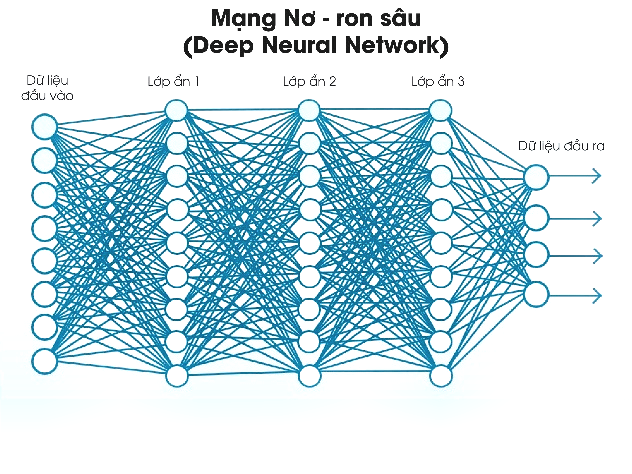 Mạng Nơ - ron sâu
(Deep Neural Network)
Dữ liệu
đầu vào
Lớp ẩn 1
Lớp ẩn 2
Lớp ẩn 3
Dữ liệu đầu ra